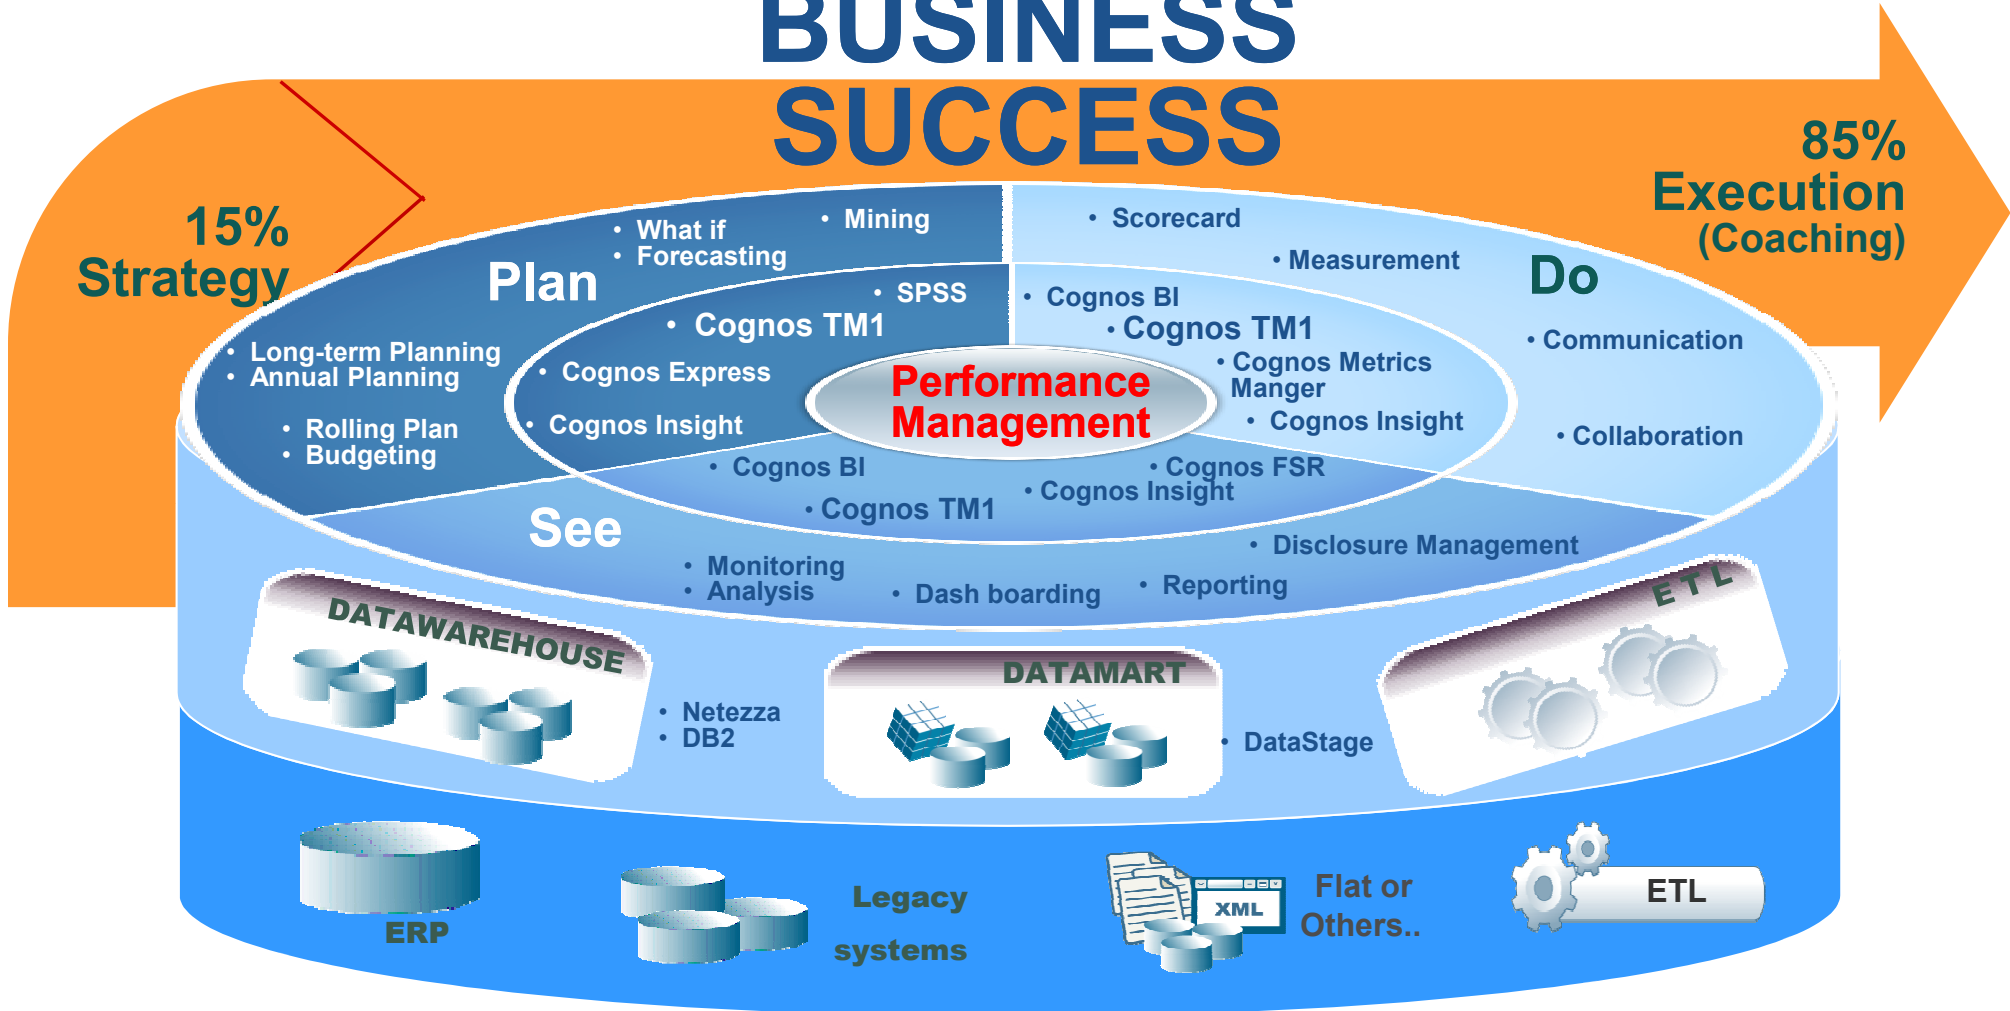 BUSINESS
SUCCESS
15%
Strategy
85%
Execution
(Coaching)
Plan
• What if
• Forecasting
• Mining
• Long-term Planning
• Annual Planning
• Rolling Plan
• Budgeting
• SPSS
• Cognos TM1
• Cognos Express
• Cognos Insight
Do
• Scorecard
• Measurement
• Communication
• Collaboration
• Cognos BI
• Cognos TM1
• Cognos Metrics
Manger
• Cognos Insight
Performance
Management
See
• Cognos BI
• Cognos TM1
• Cognos FSR
• Cognos Insight
• Monitoring
• Analysis
• Dash boarding
• Reporting
• Disclosure Management
DATAWAREHOUSE
• Netezza
• DB2
DATAMART
• DataStage
E T L
ERP
Legacy
systems
XML
Flat or
Others..
ETL